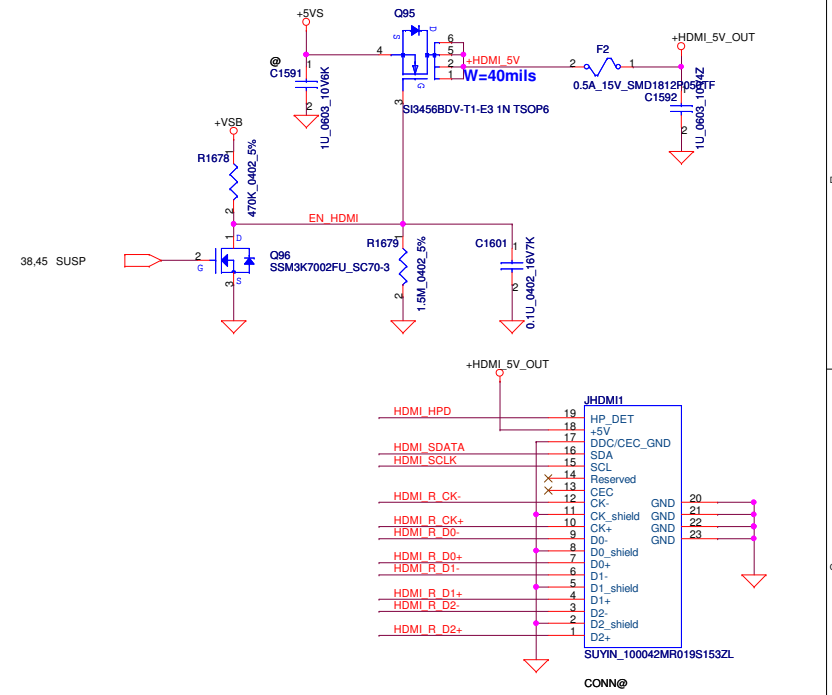 +5VS
Q95
S
D
4
6
5
2
1
+HDMI_5V
W=40mils
G
3
SI3456BDV-T1-E3 1N TSOP6
@
C1591
1
2
1U_0603_10V6K
F2
2
1
0.5A_15V_SMD1812P050TF
+HDMI_5V_OUT
C1592
2
+VSB
R1678
1
2
470K_0402_5%
EN_HDMI
38,45 SUSP
2
G
1
D
S
3
Q96
SSM3K7002FU_SC70-3
R1679
1
2
1.5M_0402_5%
C1601
1
2
0.1U_0402_16V7K
+HDMI_5V_OUT
JHDMI1
HDMI_HPD 19 HP_DET
18 +5V
17 DDC/CEC_GND
HDMI_SDATA 16 SDA
HDMI_SCLK 15 SCL
14 Reserved
13 CEC
HDMI_R_CK- 12 CK- GND 20
11 CK_shield GND 21
HDMI_R_CK+ 10 CK+ GND 22
HDMI_R_D0- 9 D0- GND 23
8 D0_shield
HDMI_R_D0+ 7 D0+
HDMI_R_D1- 6 D1-
5 D1_shield
HDMI_R_D1+ 4 D1+
HDMI_R_D2- 3 D2-
2 D2_shield
HDMI_R_D2+ 1 D2+
SUYIN_100042MR019S153ZL
CONN@